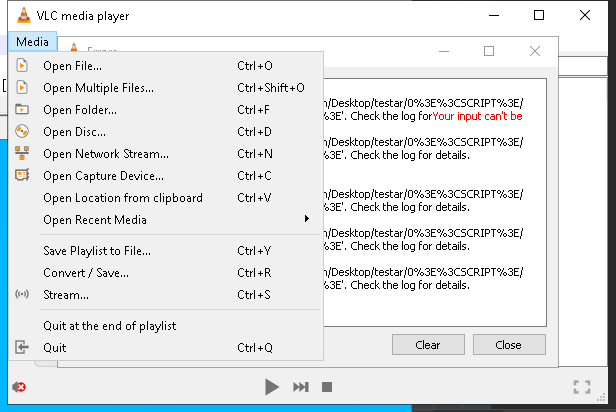 VLC media player
Media
Open File... Ctrl+O
Open Multiple Files... Ctrl+Shift+O
Open Folder... Ctrl+F
Open Disc... Ctrl+D
Open Network Stream... Ctrl+N
Open Capture Device... Ctrl+C
Open Location from clipboard Ctrl+V
Open Recent Media
Save Playlist to File... Ctrl+Y
Convert / Save... Ctrl+R
Stream... Ctrl+S
Quit at the end of playlist
Quit Ctrl+Q
n/Desktop/testar/0%3E%3CSCRIPT%3E/
%3E'. Check the log forYour input can't be
n/Desktop/testar/0%3E%3CSCRIPT%3E/
%3E'. Check the log for details.
n/Desktop/testar/0%3E%3CSCRIPT%3E/
%3E'. Check the log for details.
n/Desktop/testar/0%3E%3CSCRIPT%3E/
%3E'. Check the log for details.
n/Desktop/testar/0%3E%3CSCRIPT%3E/
%3E'. Check the log for details.
Clear
Close